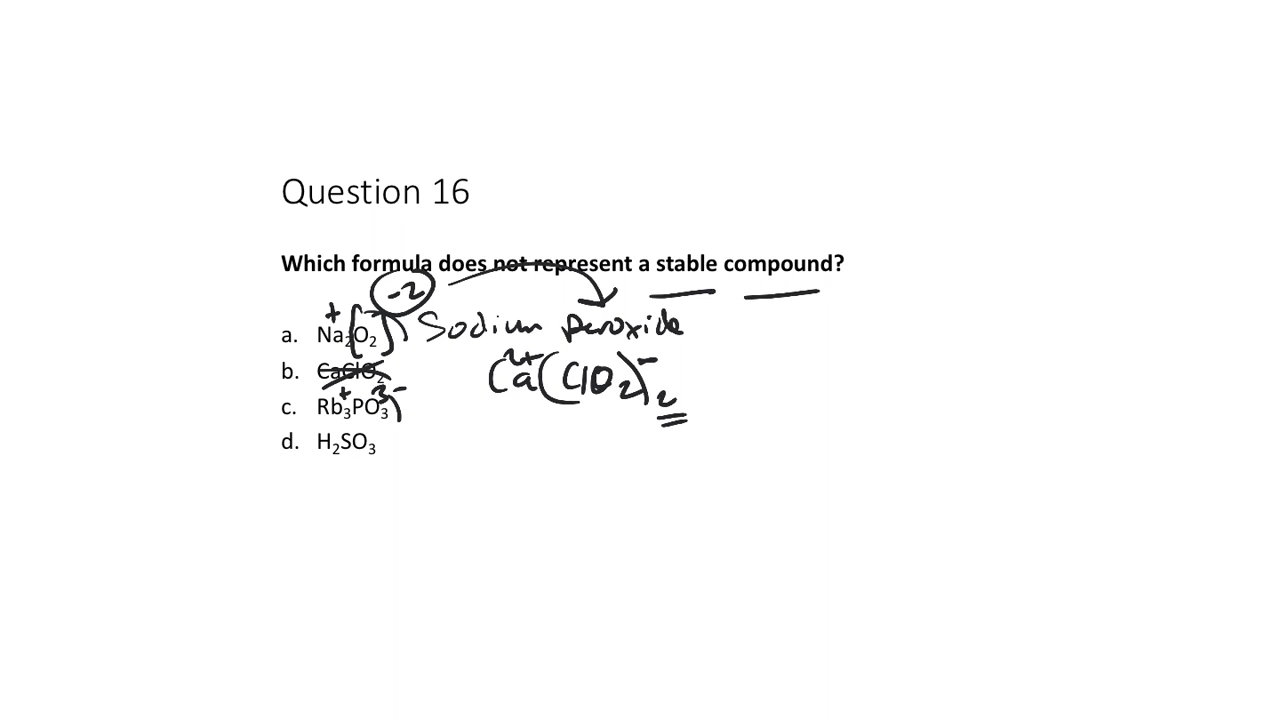 Question 16
Which formula does not represent a stable compound?
-2
a. Na₂O₂ + [ ] Sodium peroxide
b. CaClO₂ Ca²⁺(ClO₂)⁻₂
c. Rb₃PO₃ + 3-
d. H₂SO₃